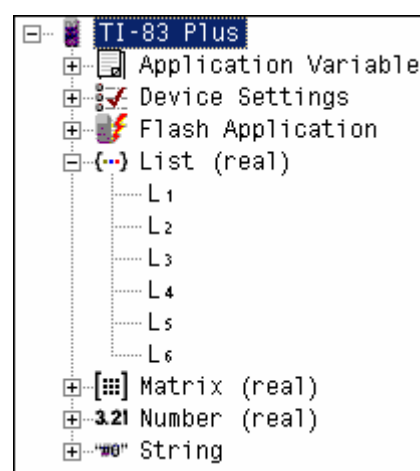 TI-83 Plus
Application Variable
Device Settings
Flash Application
{···} List (real)
L₁
L₂
L₃
L₄
L₅
L₆
Matrix (real)
3.21 Number (real)
"#0" String